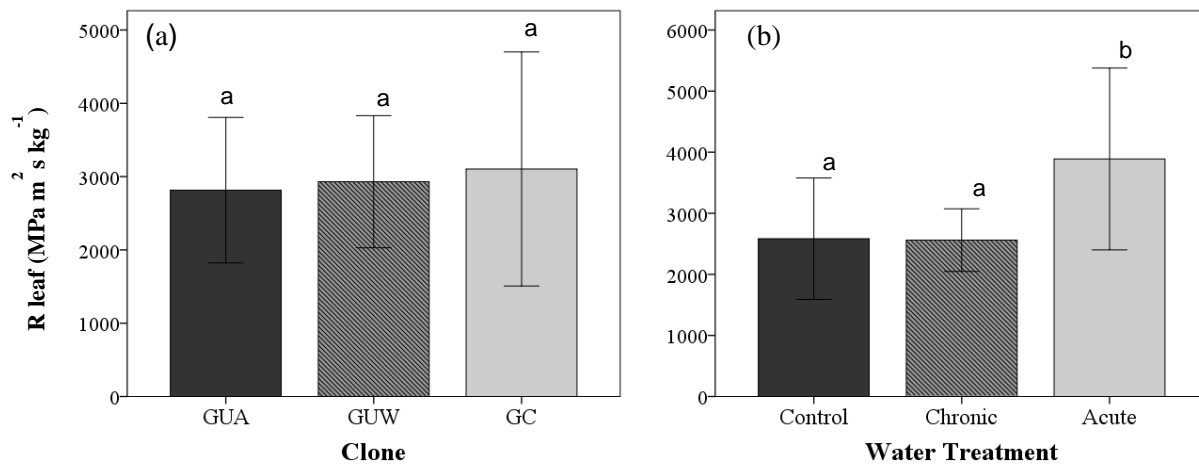 (a)
R leaf (MPa m² s kg⁻¹)
5000
4000
3000
2000
1000
0
a
a
a
GUA
GUW
GC
Clone
(b)
6000
5000
4000
3000
2000
1000
0
a
a
b
Control
Chronic
Acute
Water Treatment